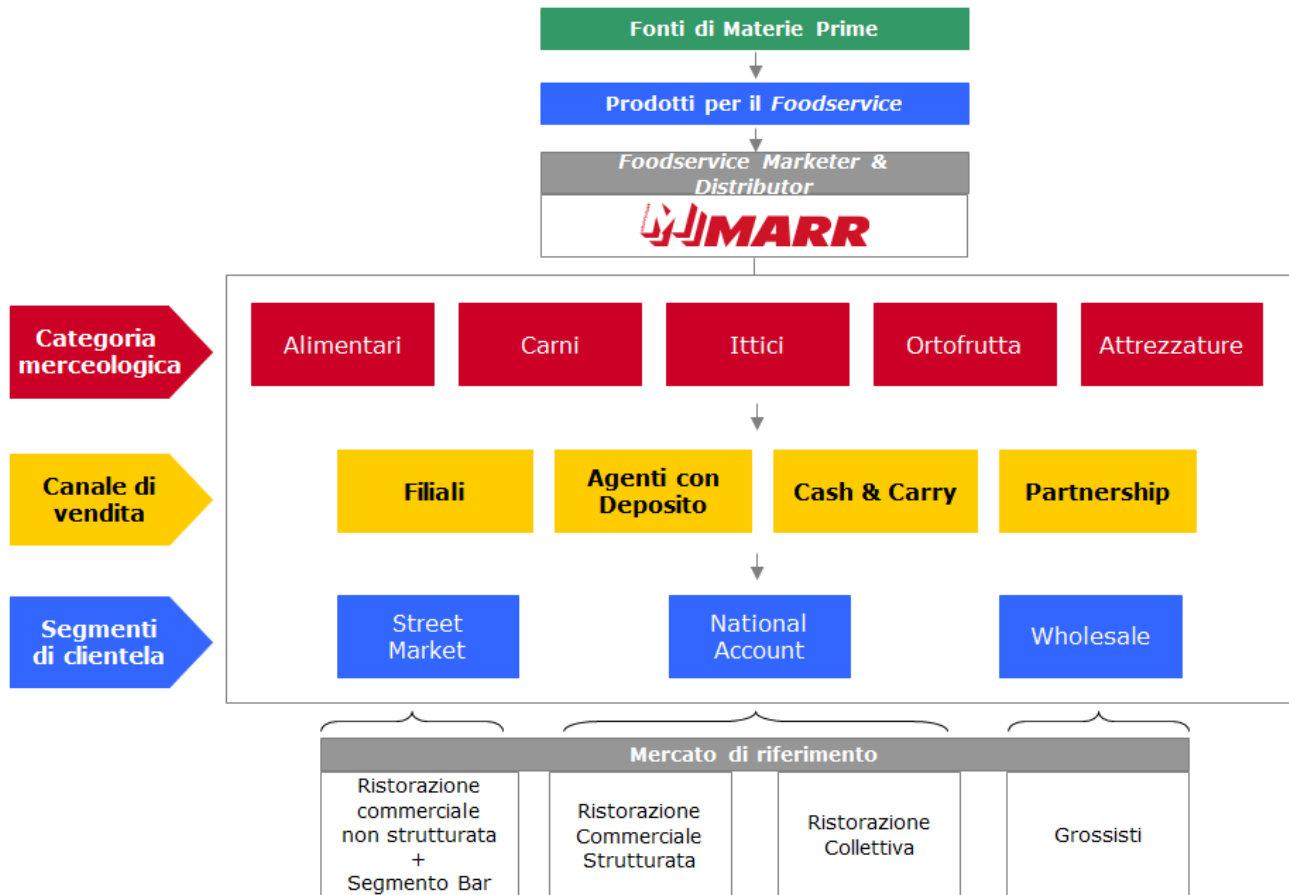 Fonti di Materie Prime
Prodotti per il Foodservice
Foodservice Marketer &
Distributor
MARR
Categoria
merceologica
Alimentari
Carni
Ittici
Ortofrutta
Attrezzature
Canale di
vendita
Filiali
Agenti con
Deposito
Cash & Carry
Partnership
Segmenti
di clientela
Street
Market
National
Account
Wholesale
Mercato di riferimento
Ristorazione
commerciale
non strutturata
+
Segmento Bar
Ristorazione
Commerciale
Strutturata
Ristorazione
Collettiva
Grossisti